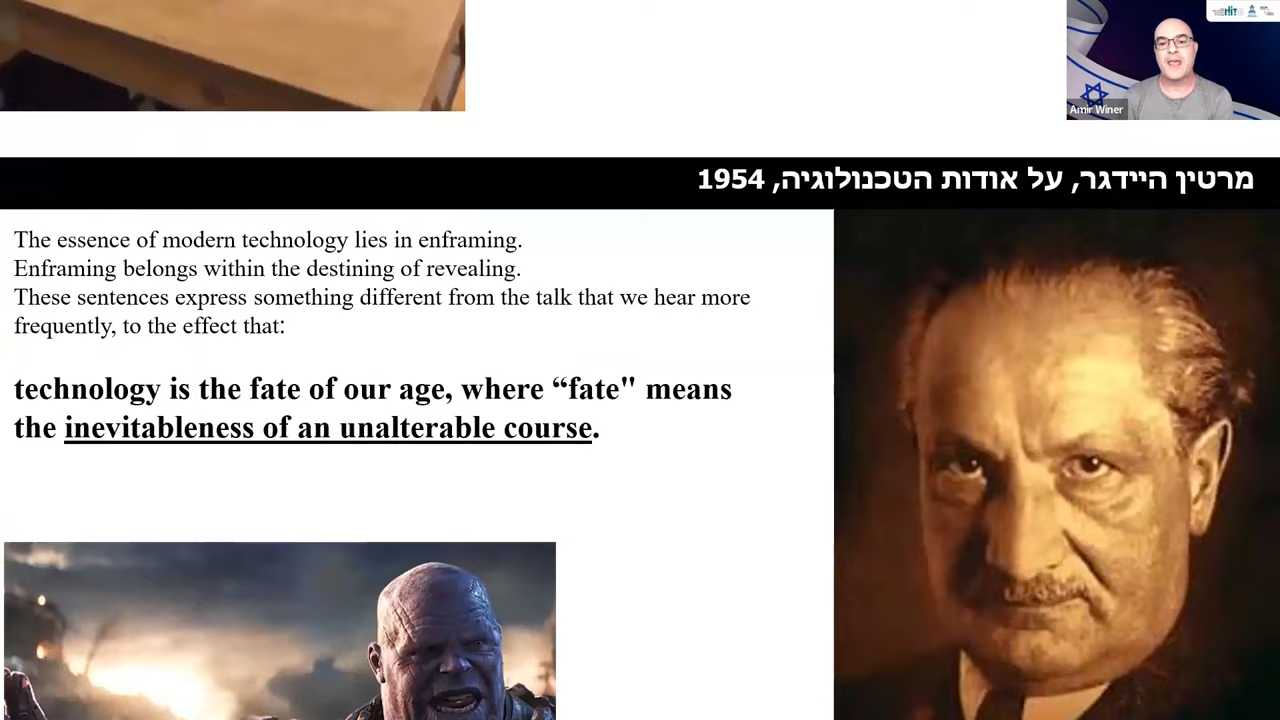 HiT
Amir Winer
מרטין היידגר, על אודות הטכנולוגיה, 1954
The essence of modern technology lies in enframing.
Enframing belongs within the destining of revealing.
These sentences express something different from the talk that we hear more
frequently, to the effect that:
technology is the fate of our age, where “fate" means
the inevitableness of an unalterable course.